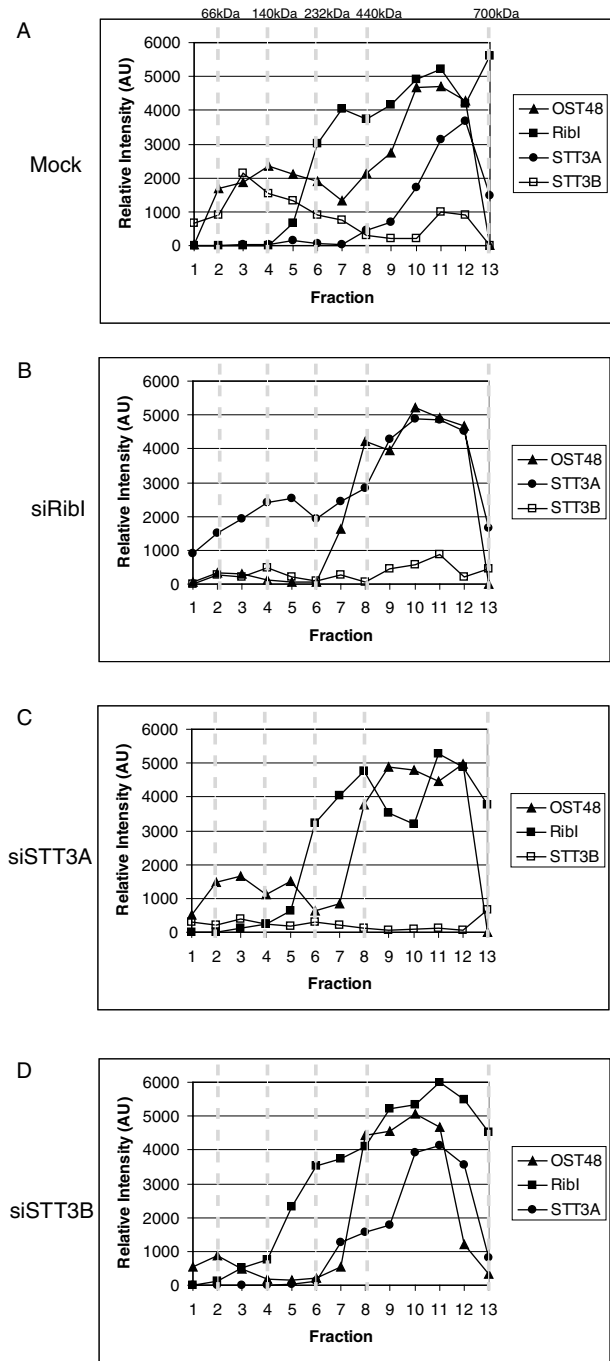 66kDa 140kDa 232kDa 440kDa 700kDa
A
Mock
Relative Intensity (AU)
6000
5000
4000
3000
2000
1000
0
1 2 3 4 5 6 7 8 9 10 11 12 13
Fraction
OST48
RibI
STT3A
STT3B
B
siRibI
Relative Intensity (AU)
6000
5000
4000
3000
2000
1000
0
1 2 3 4 5 6 7 8 9 10 11 12 13
Fraction
OST48
STT3A
STT3B
C
siSTT3A
Relative Intensity (AU)
6000
5000
4000
3000
2000
1000
0
1 2 3 4 5 6 7 8 9 10 11 12 13
Fraction
OST48
RibI
STT3B
D
siSTT3B
Relative Intensity (AU)
6000
5000
4000
3000
2000
1000
0
1 2 3 4 5 6 7 8 9 10 11 12 13
Fraction
OST48
RibI
STT3A